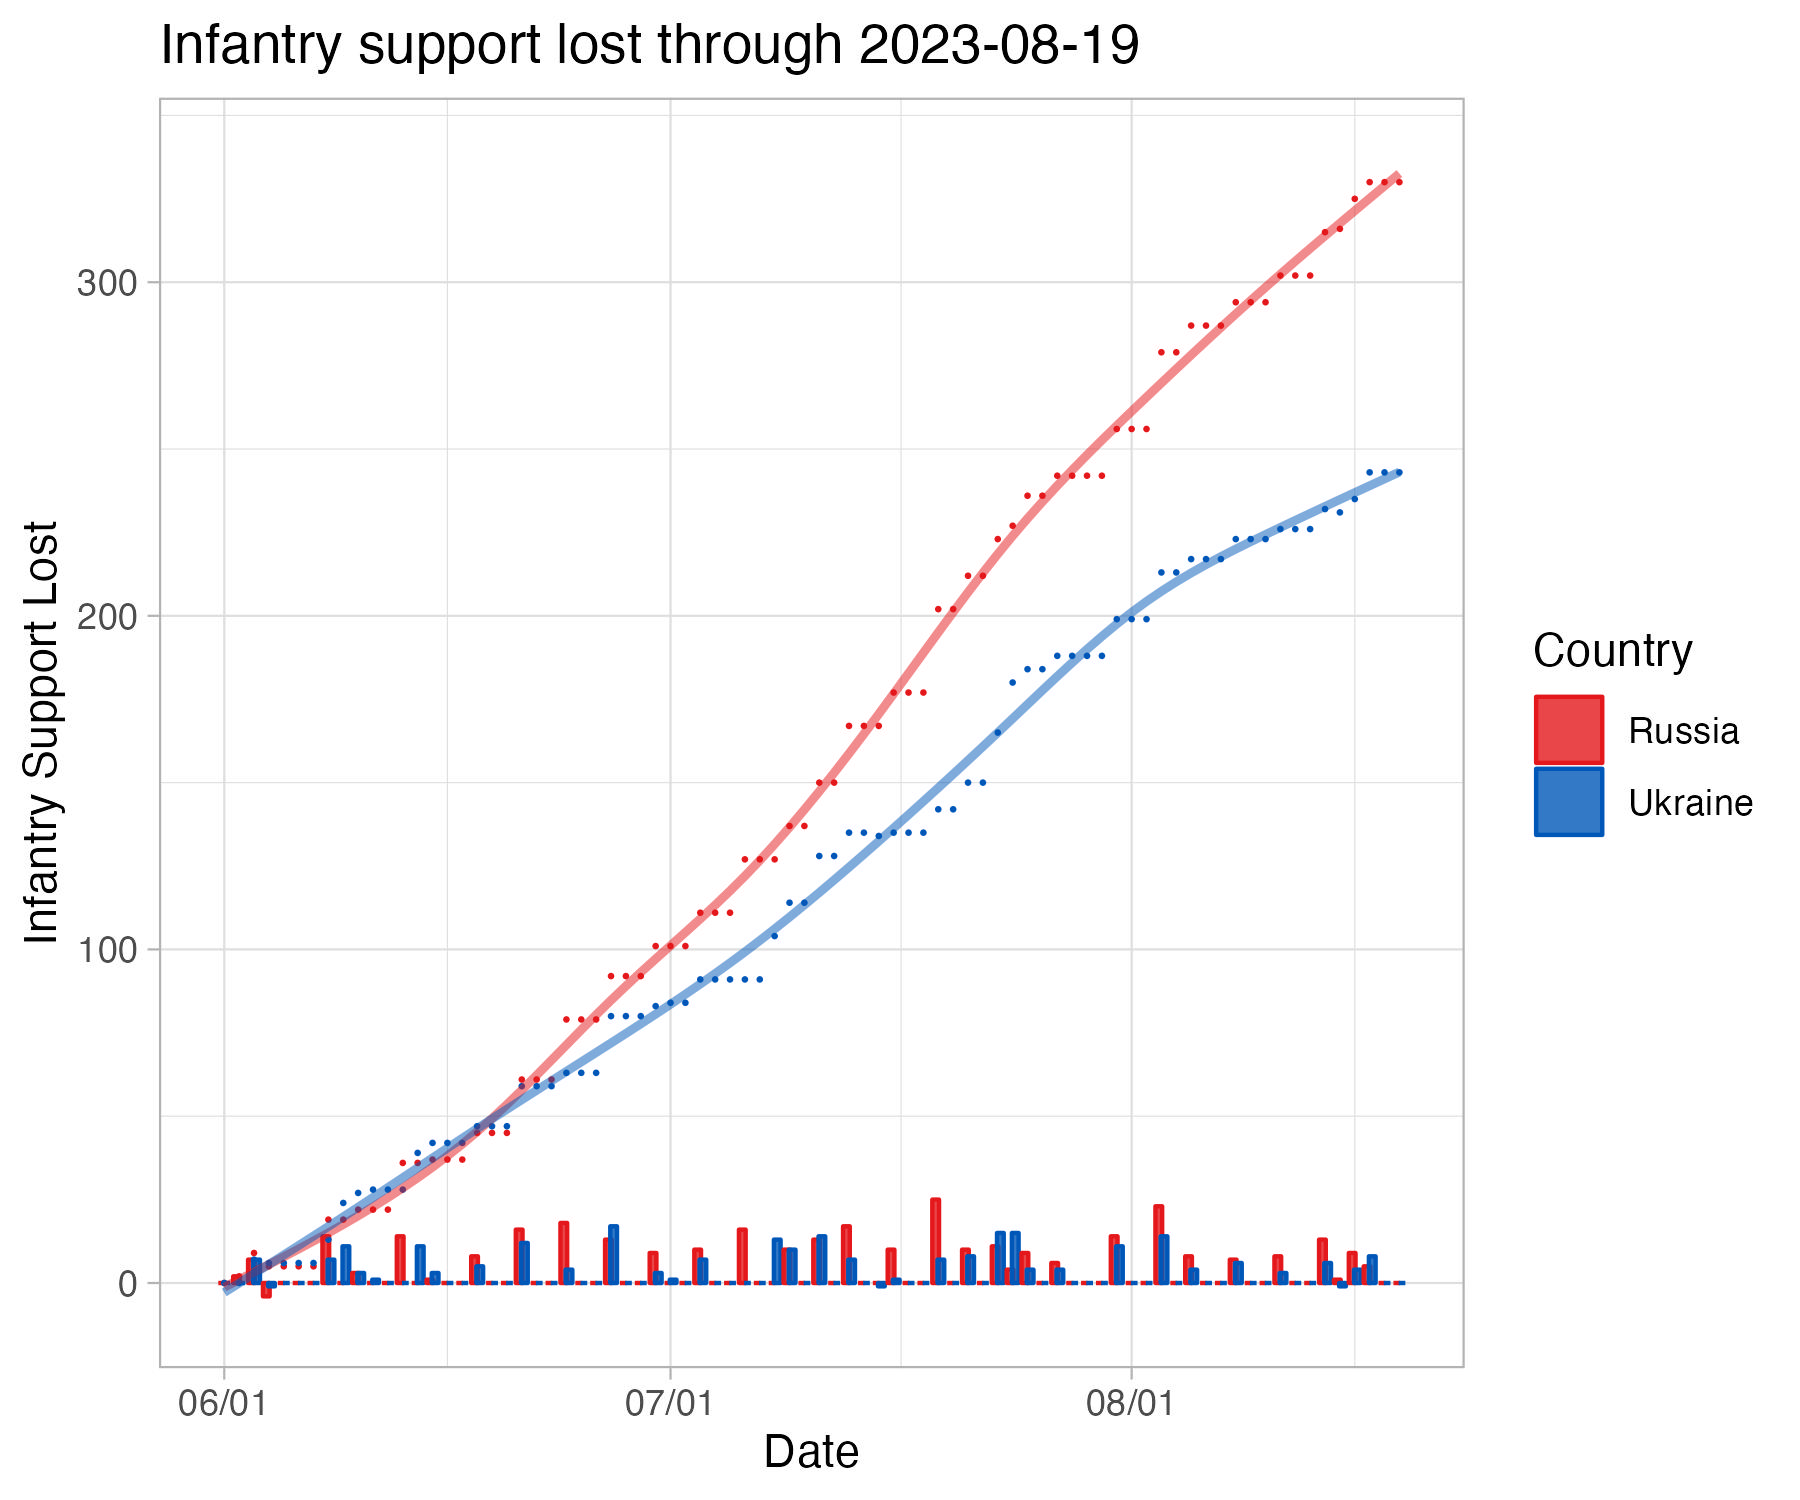 Infantry support lost through 2023-08-19
Infantry Support Lost
300
200
100
0
06/01
07/01
08/01
Date
Country
Russia
Ukraine